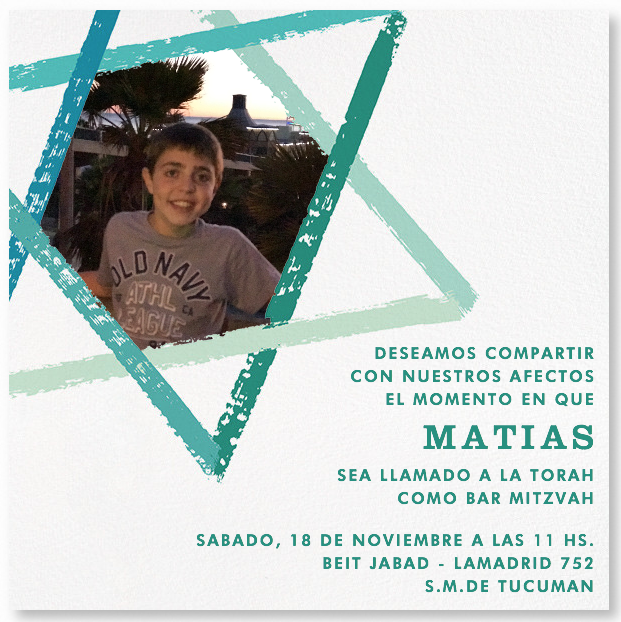 OLD NAVY
ATHL
LEAGUE
DESEAMOS COMPARTIR
CON NUESTROS AFECTOS
EL MOMENTO EN QUE
MATIAS
SEA LLAMADO A LA TORAH
COMO BAR MITZVAH
SABADO, 18 DE NOVIEMBRE A LAS 11 HS.
BEIT JABAD - LAMADRID 752
S.M.DE TUCUMAN